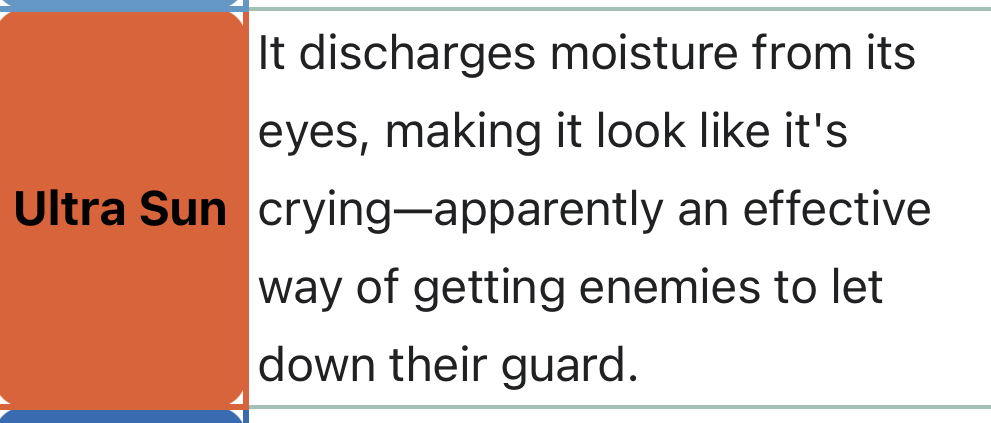 Ultra Sun
It discharges moisture from its
eyes, making it look like it's
crying—apparently an effective
way of getting enemies to let
down their guard.